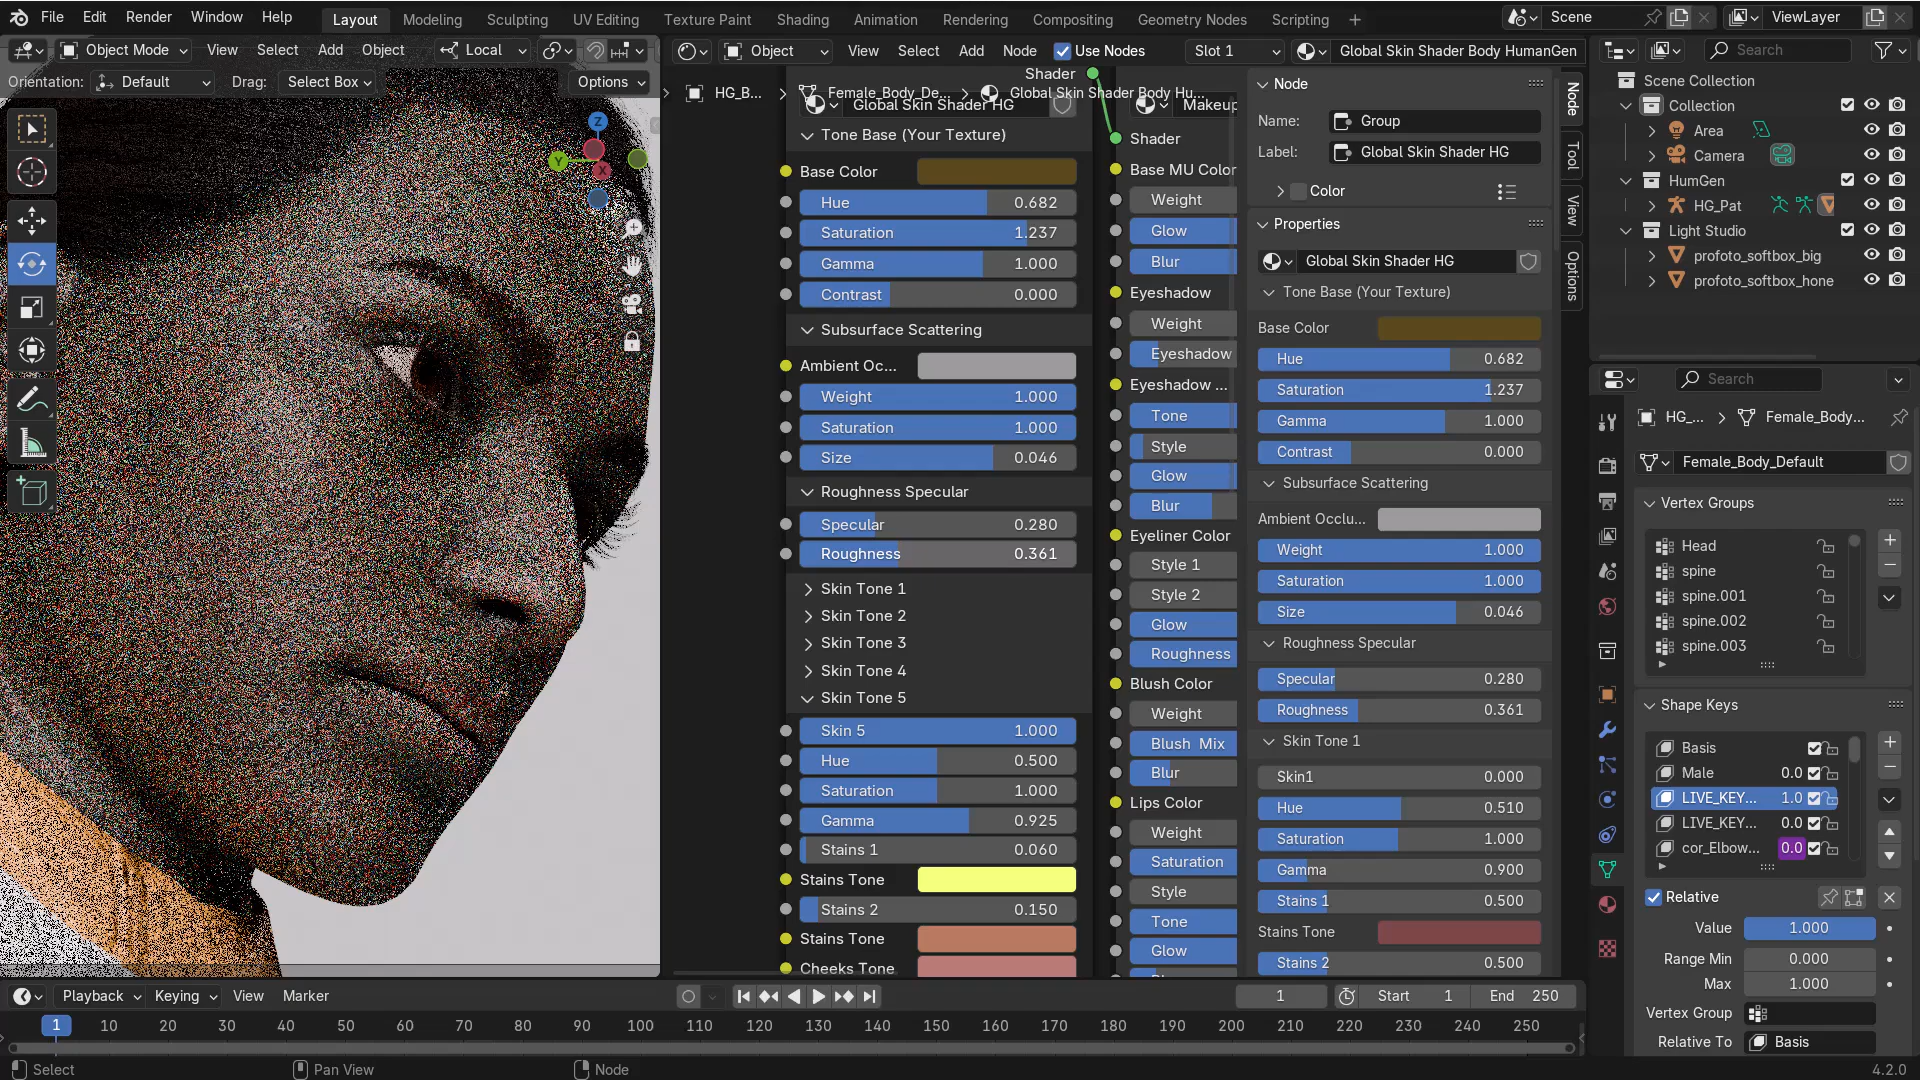 File Edit Render Window Help Layout Modeling Sculpting UV Editing Texture Paint Shading Animation Rendering Compositing Geometry Nodes Scripting + Scene ViewLayer
Object Mode View Select Add Object Local Object View Select Add Node Use Nodes Slot 1 Global Skin Shader Body HumanGen Search
Orientation: Default Drag: Select Box Options
HG_B... Female_Body_De... Global Skin Shader Body Hu...
Z
Y
X
Shader
Global Skin Shader HG
Tone Base (Your Texture)
Base Color
Hue 0.682
Saturation 1.237
Gamma 1.000
Contrast 0.000
Subsurface Scattering
Ambient Oc...
Weight 1.000
Saturation 1.000
Size 0.046
Roughness Specular
Specular 0.280
Roughness 0.361
Skin Tone 1
Skin Tone 2
Skin Tone 3
Skin Tone 4
Skin Tone 5
Skin 5 1.000
Hue 0.500
Saturation 1.000
Gamma 0.925
Stains 1 0.060
Stains Tone
Stains 2 0.150
Stains Tone
Cheeks Tone
Makeup
Shader
Base MU Color
Weight
Glow
Blur
Eyeshadow
Weight
Eyeshadow
Eyeshadow ...
Tone
Style
Glow
Blur
Eyeliner Color
Style 1
Style 2
Glow
Roughness
Blush Color
Weight
Blush Mix
Blur
Lips Color
Weight
Saturation
Style
Tone
Glow
Node
Name: Group
Label: Global Skin Shader HG
Color
Properties
Global Skin Shader HG
Tone Base (Your Texture)
Base Color
Hue 0.682
Saturation 1.237
Gamma 1.000
Contrast 0.000
Subsurface Scattering
Ambient Occlu...
Weight 1.000
Saturation 1.000
Size 0.046
Roughness Specular
Specular 0.280
Roughness 0.361
Skin Tone 1
Skin1 0.000
Hue 0.510
Saturation 1.000
Gamma 0.900
Stains 1 0.500
Stains Tone
Stains 2 0.500
Node
Tool
View
Options
Scene Collection
Collection
Area
Camera
HumGen
HG_Pat
Light Studio
profoto_softbox_big
profoto_softbox_hone
Search
HG_... Female_Body...
Female_Body_Default
Vertex Groups
Head
spine
spine.001
spine.002
spine.003
Shape Keys
Basis
Male 0.0
LIVE_KEY... 1.0
LIVE_KEY... 0.0
cor_Elbow... 0.0
Relative
Value 1.000
Range Min 0.000
Max 1.000
Vertex Group
Relative To Basis
Playback Keying View Marker 1 Start 1 End 250
1 10 20 30 40 50 60 70 80 90 100 110 120 130 140 150 160 170 180 190 200 210 220 230 240 250
Select Pan View Node 4.2.0